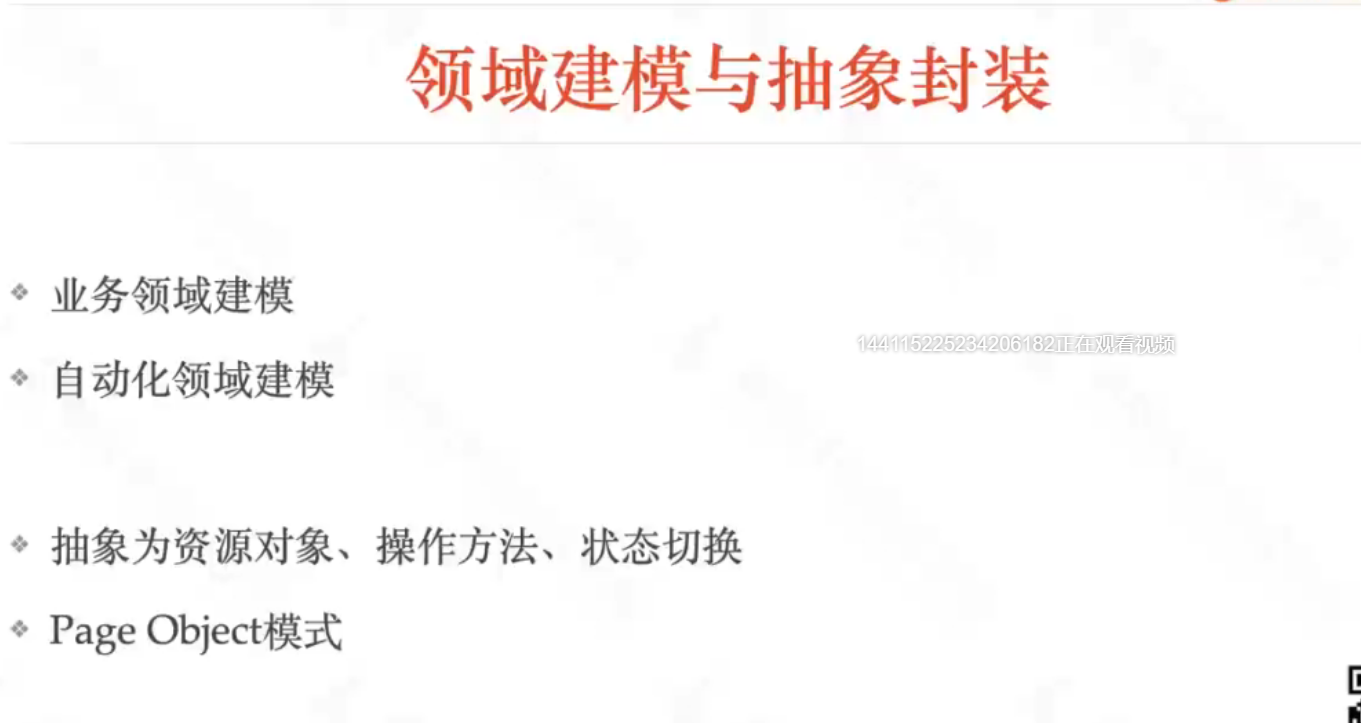 领域建模与抽象封装
业务领域建模
144115225234206182正在观看视频
自动化领域建模
抽象为资源对象、操作方法、状态切换
Page Object模式